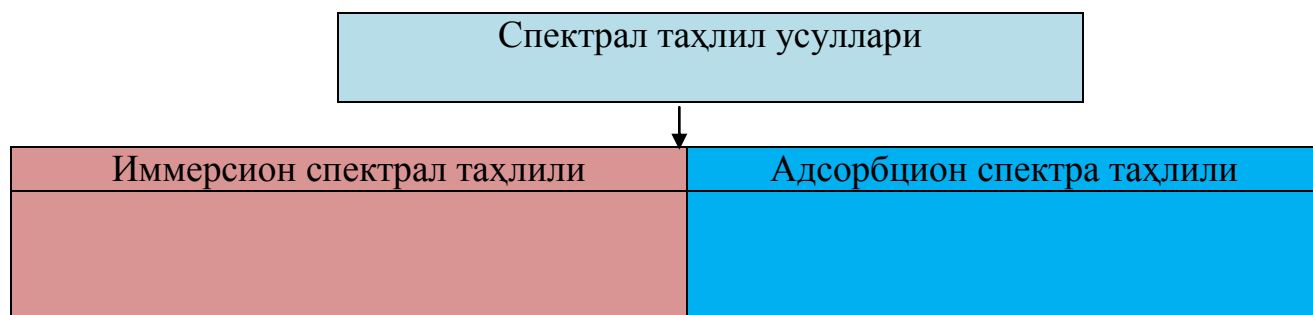 Спектрал таҳлил усуллари
Иммерсион спектрал таҳлили
Адсорбцион спектра таҳлили